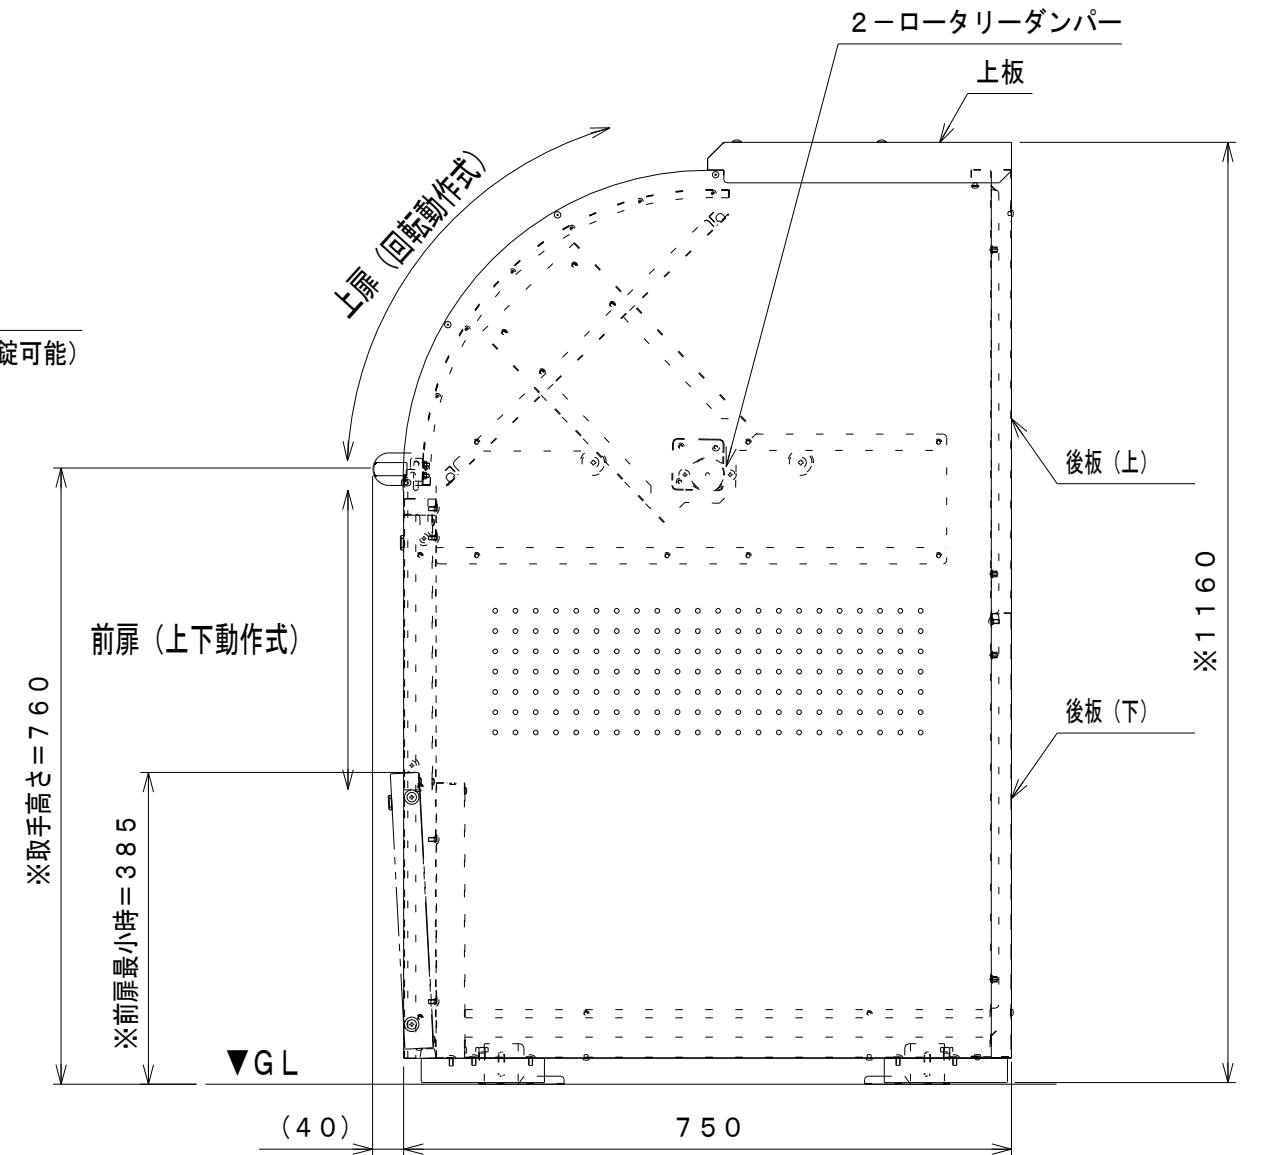 2－ロータリーダンパー
上板
上扉（回転動作式）
錠可能）
後板（上）
※1160
前扉（上下動作式）
※取手高さ＝760
後板（下）
※前扉最小時＝385
▼GL
（40）
750